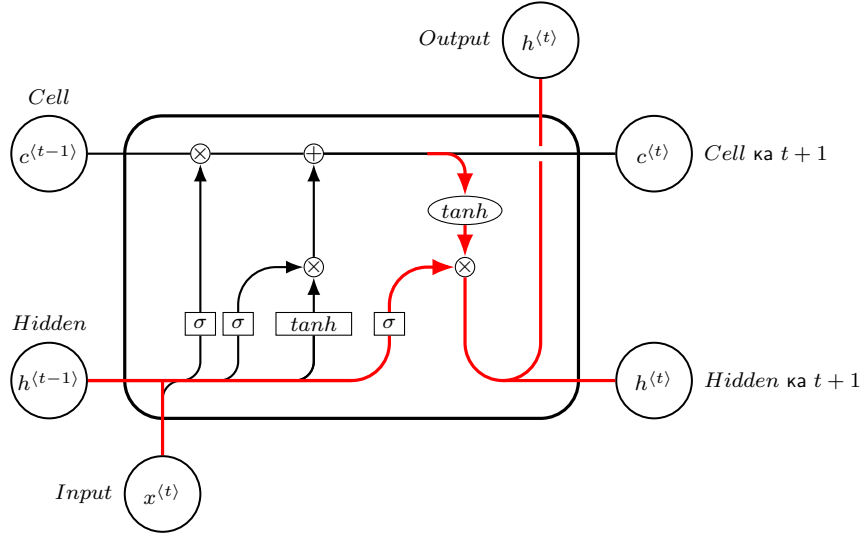 Output
h⟨t⟩
Cell
c⟨t−1⟩
×
+
c⟨t⟩
Cell ка t + 1
tanh
×
×
σ
σ
tanh
σ
Hidden
h⟨t−1⟩
h⟨t⟩
Hidden ка t + 1
Input
x⟨t⟩